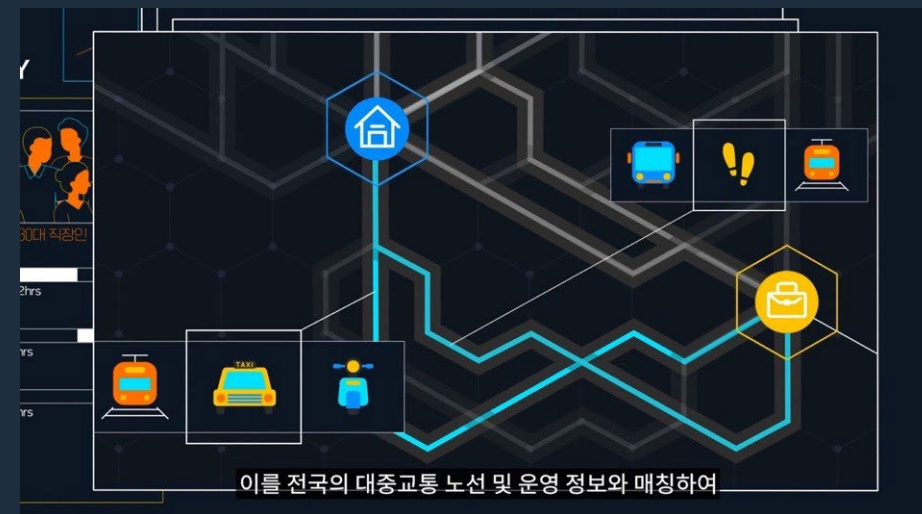 Y
30대 직장인
2hrs
hrs
hrs
TAXI
이를 전국의 대중교통 노선 및 운영 정보와 매칭하여